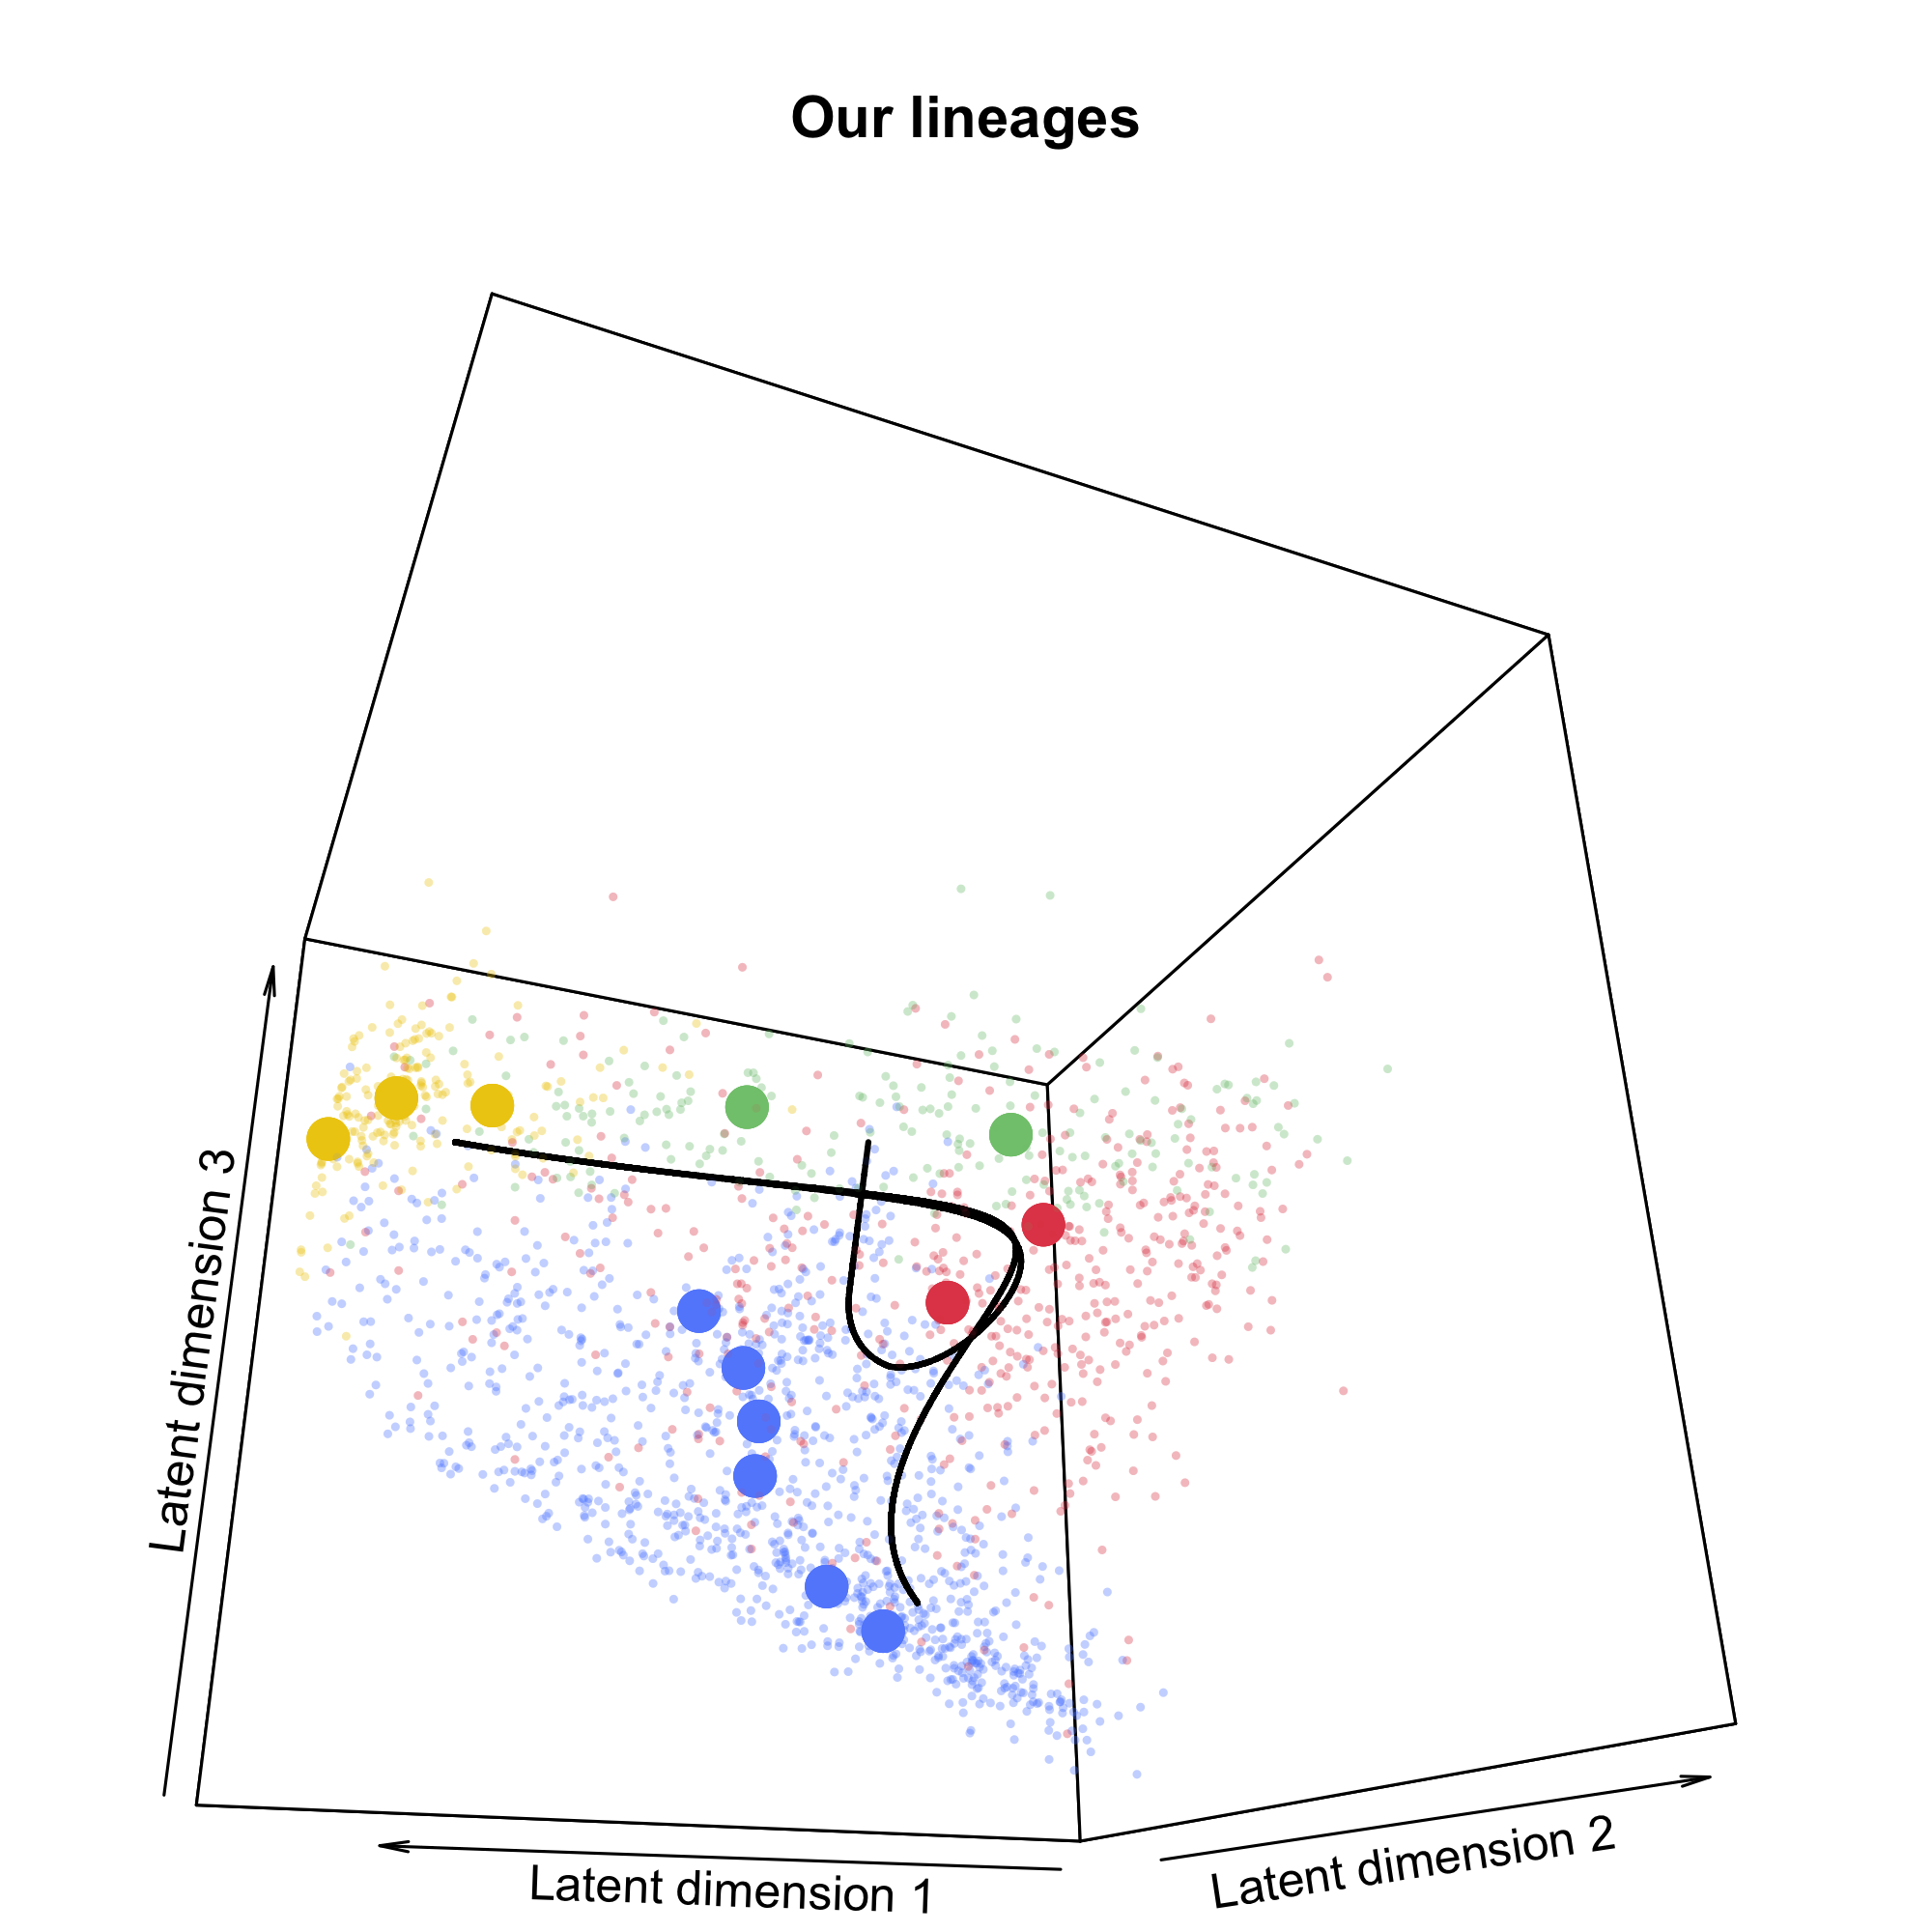 Our lineages
Latent dimension 3
Latent dimension 1
Latent dimension 2